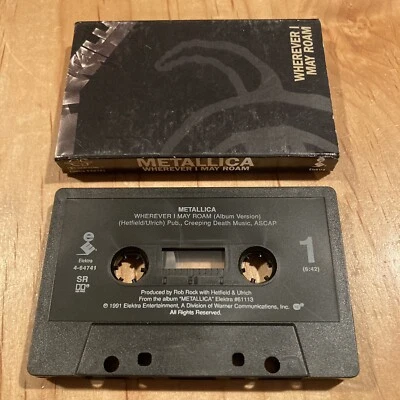 WHEREVER I
MAY ROAM
METALLICA
WHEREVER I MAY ROAM
METALLICA
WHEREVER I MAY ROAM (Album Version)
(Hetfield/Ulrich) Pub., Creeping Death Music, ASCAP
e
Elektra
4-64741
SR
1
(6:42)
Produced by Rob Rock with Hetfield & Ulrich
From the album "METALLICA" Elektra #61113
℗ 1991 Elektra Entertainment, A Division of Warner Communications, Inc.
All Rights Reserved.